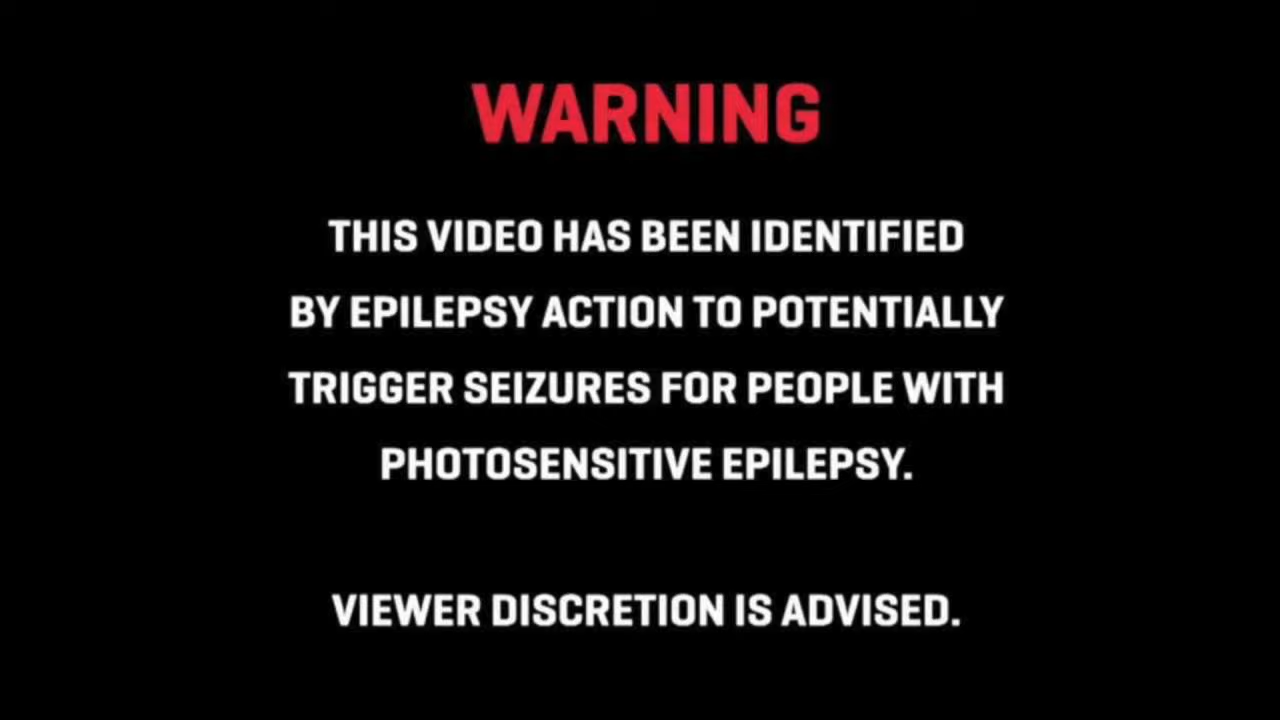 WARNING
THIS VIDEO HAS BEEN IDENTIFIED
BY EPILEPSY ACTION TO POTENTIALLY
TRIGGER SEIZURES FOR PEOPLE WITH
PHOTOSENSITIVE EPILEPSY.
VIEWER DISCRETION IS ADVISED.